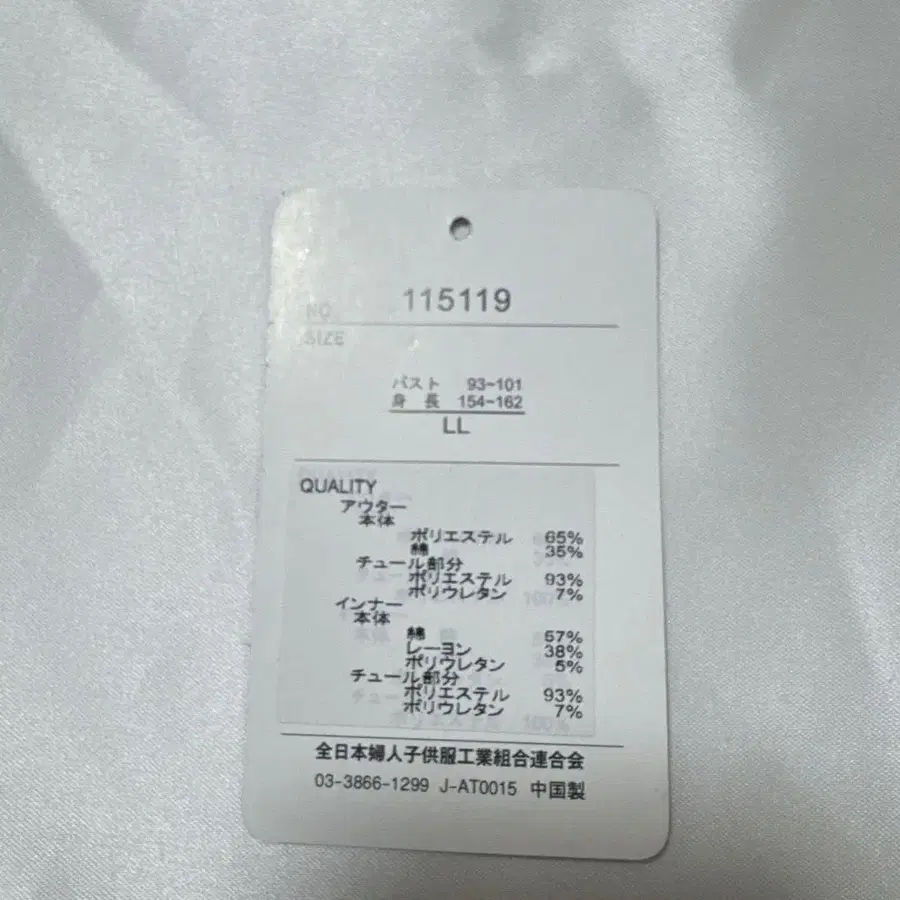 NO. 115119
SIZE
バスト 93~101
身長 154~162
LL
QUALITY
アウター
本体
ポリエステル 65%
綿 35%
チュール部分
ポリエステル 93%
ポリウレタン 7%
インナー
本体
綿 57%
レーヨン 38%
ポリウレタン 5%
チュール部分
ポリエステル 93%
ポリウレタン 7%
全日本婦人子供服工業組合連合会
03-3866-1299 J-AT0015 中国製